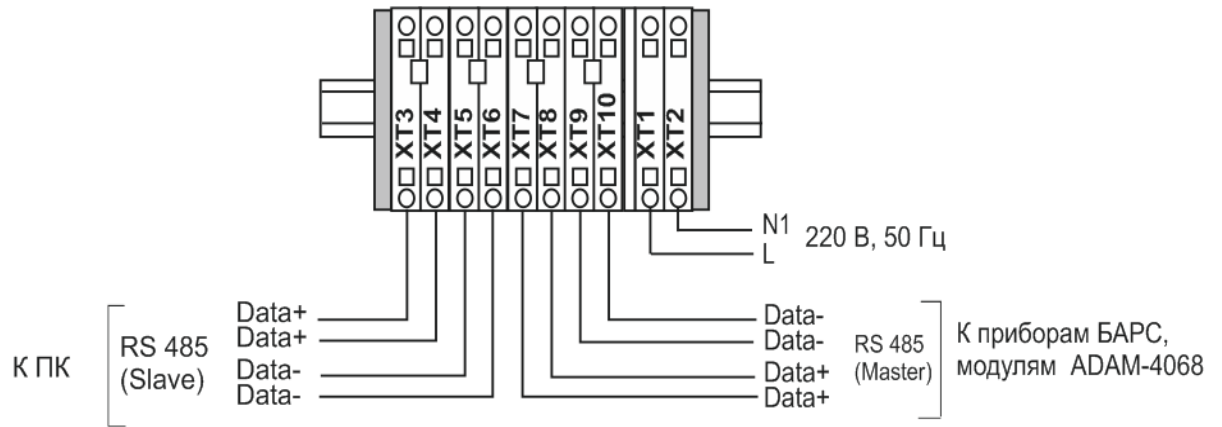 XT3 XT4 XT5 XT6 XT7 XT8 XT9 XT10 XT1 XT2
N1
L
220 В, 50 Гц
К ПК
RS 485
(Slave)
Data+
Data+
Data-
Data-
Data-
Data-
Data+
Data+
RS 485
(Master)
К приборам БАРС,
модулям ADAM-4068